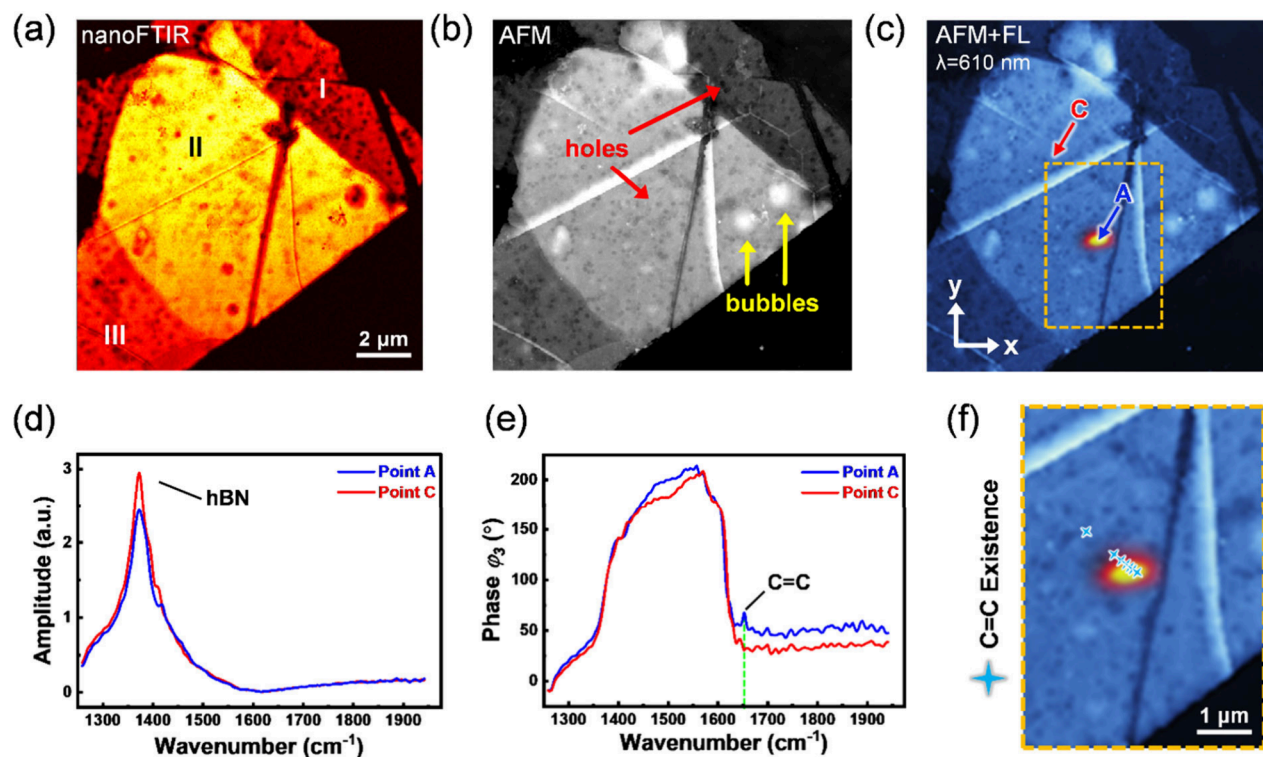 (a)
nanoFTIR
I
II
III
2 μm
(b)
AFM
holes
bubbles
(c)
AFM+FL
λ=610 nm
C
A
y
x
(d)
Amplitude (a.u.)
3
2
1
0
hBN
Point A
Point C
1300 1400 1500 1600 1700 1800 1900
Wavenumber (cm⁻¹)
(e)
Phase φ₃ (°)
200
150
100
50
0
Point A
Point C
C=C
1300 1400 1500 1600 1700 1800 1900
Wavenumber (cm⁻¹)
(f)
C=C Existence
1 μm